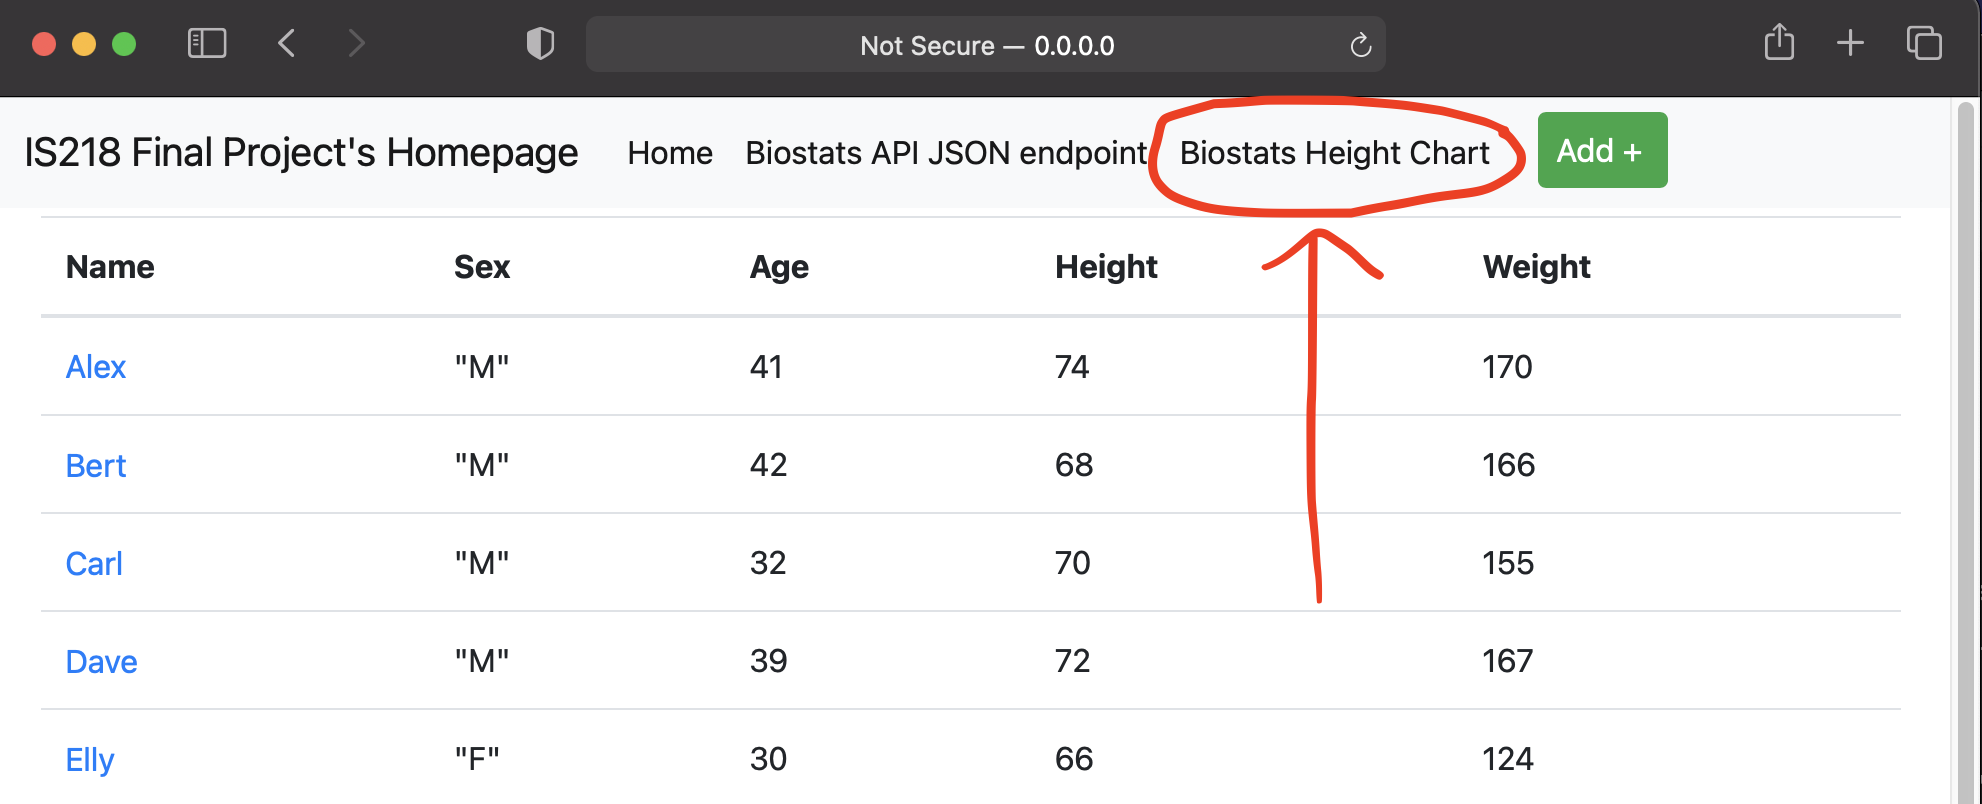 Not Secure — 0.0.0.0
IS218 Final Project's Homepage Home Biostats API JSON endpoint Biostats Height Chart Add +
Name Sex Age Height Weight
Alex "M" 41 74 170
Bert "M" 42 68 166
Carl "M" 32 70 155
Dave "M" 39 72 167
Elly "F" 30 66 124